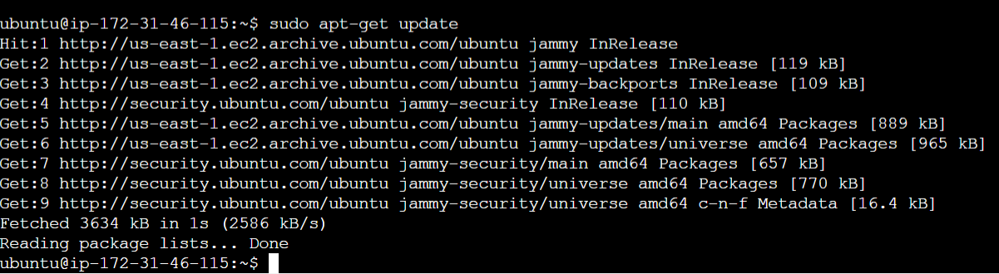 ubuntu@ip-172-31-46-115:~$ sudo apt-get update
Hit:1 http://us-east-1.ec2.archive.ubuntu.com/ubuntu jammy InRelease
Get:2 http://us-east-1.ec2.archive.ubuntu.com/ubuntu jammy-updates InRelease [119 kB]
Get:3 http://us-east-1.ec2.archive.ubuntu.com/ubuntu jammy-backports InRelease [109 kB]
Get:4 http://security.ubuntu.com/ubuntu jammy-security InRelease [110 kB]
Get:5 http://us-east-1.ec2.archive.ubuntu.com/ubuntu jammy-updates/main amd64 Packages [889 kB]
Get:6 http://us-east-1.ec2.archive.ubuntu.com/ubuntu jammy-updates/universe amd64 Packages [965 kB]
Get:7 http://security.ubuntu.com/ubuntu jammy-security/main amd64 Packages [657 kB]
Get:8 http://security.ubuntu.com/ubuntu jammy-security/universe amd64 Packages [770 kB]
Get:9 http://security.ubuntu.com/ubuntu jammy-security/universe amd64 c-n-f Metadata [16.4 kB]
Fetched 3634 kB in 1s (2586 kB/s)
Reading package lists... Done
ubuntu@ip-172-31-46-115:~$